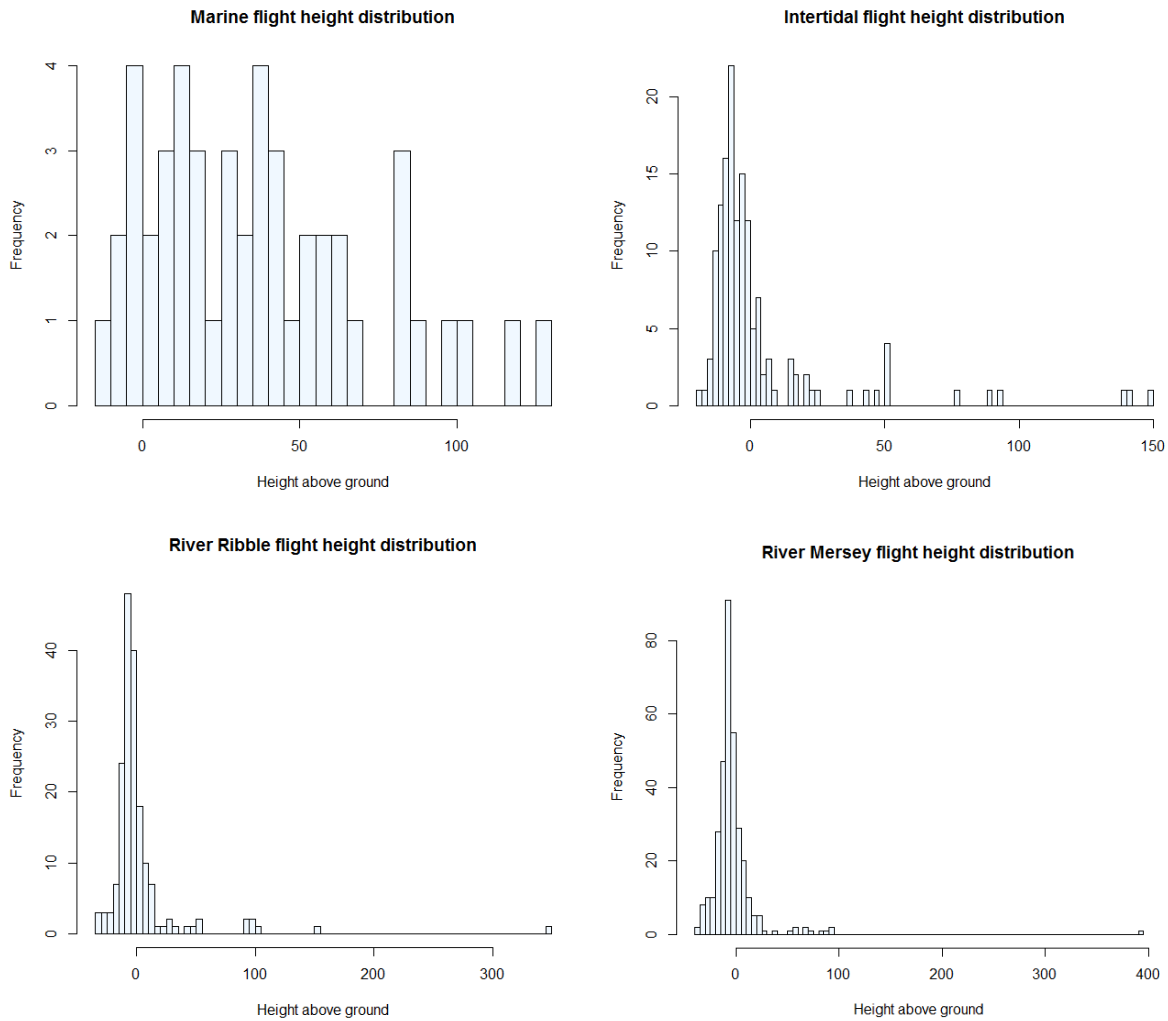 Marine flight height distribution
Frequency
0 1 2 3 4
0 50 100
Height above ground
Intertidal flight height distribution
Frequency
0 5 10 15 20
0 50 100 150
Height above ground
River Ribble flight height distribution
Frequency
0 10 20 30 40
0 100 200 300
Height above ground
River Mersey flight height distribution
Frequency
0 20 40 60 80
0 100 200 300 400
Height above ground